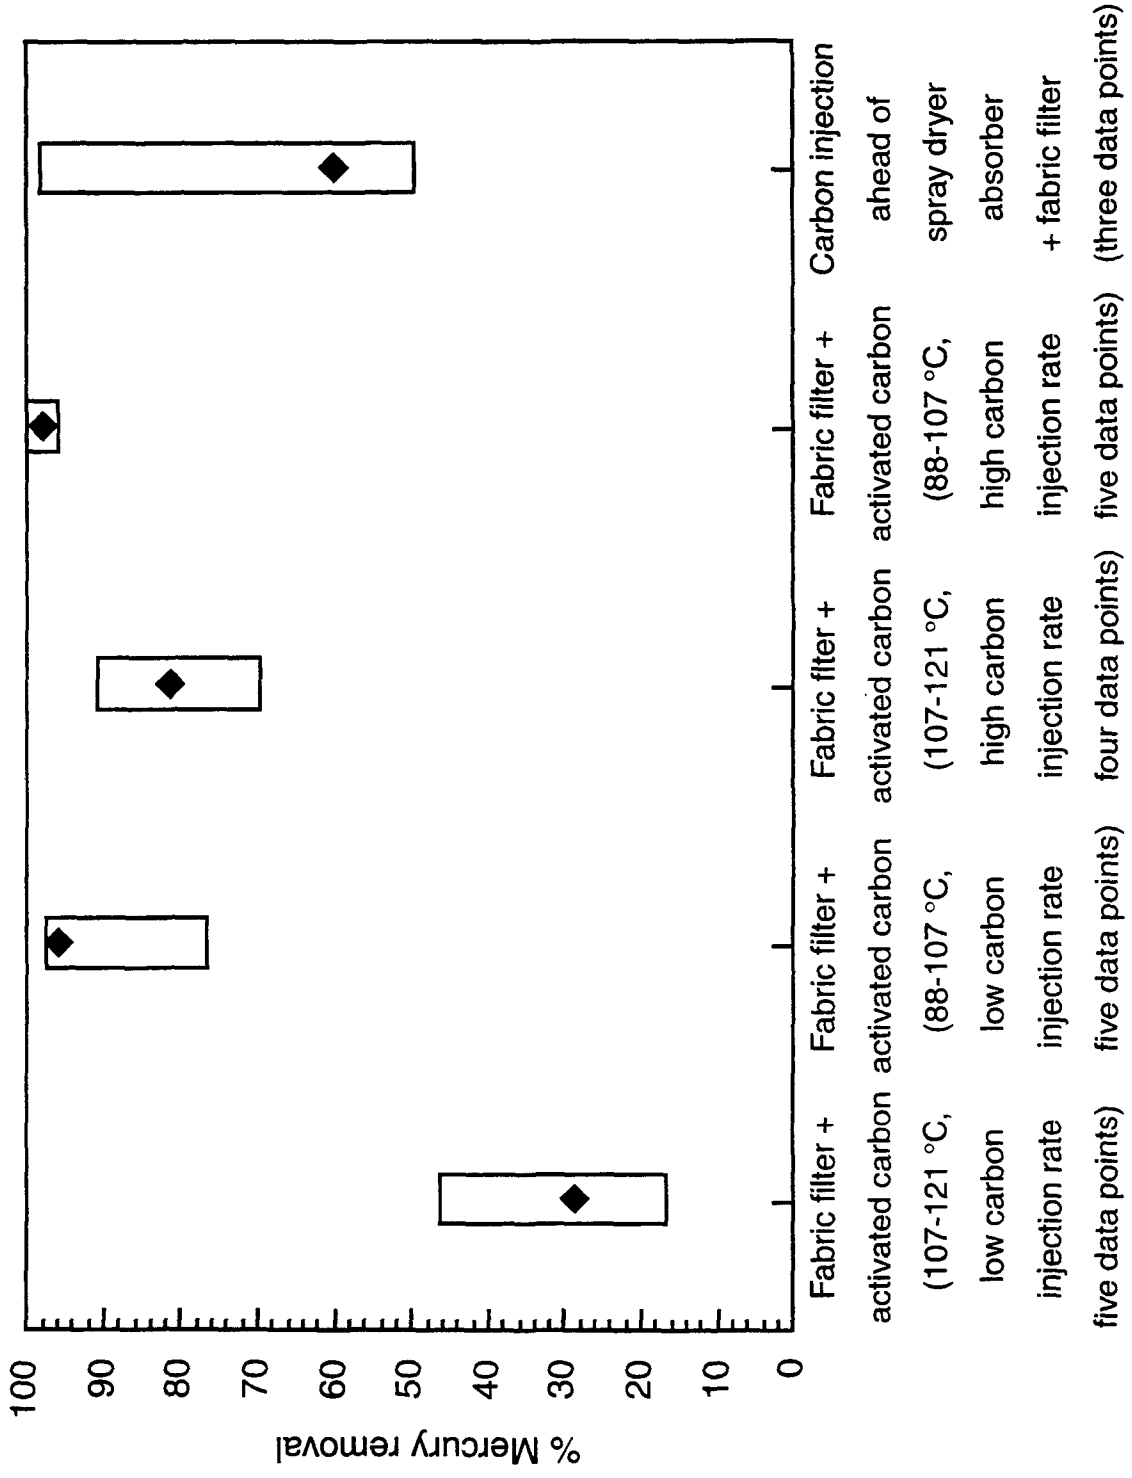 % Mercury removal
100
90
80
70
60
50
40
30
20
10
0
Fabric filter +
activated carbon
(107-121 °C,
low carbon
injection rate
five data points)
Fabric filter +
activated carbon
(88-107 °C,
low carbon
injection rate
five data points)
Fabric flter +
activated carbon
(107-121 °C,
high carbon
injection rate
four data points)
Fabric filter +
activated carbon
(88-107 °C,
high carbon
injection rate
five data points)
Carbon injection
ahead of
spray dryer
absorber
+ fabric filter
(three data points)